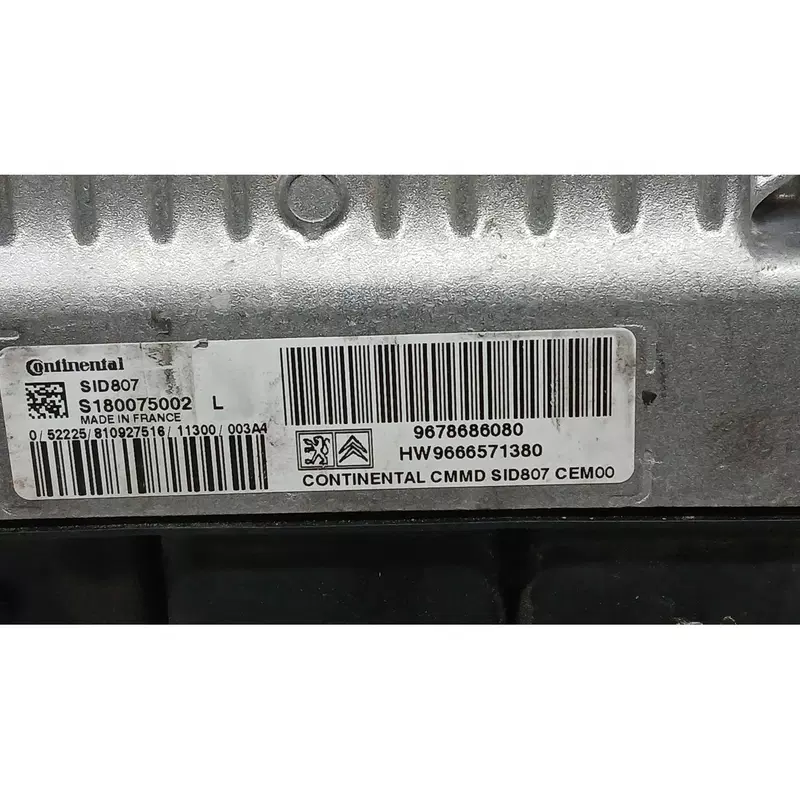 Continental
SID807
S180075002 L
MADE IN FRANCE
0/52225/810927516/11300/003A4
9678686080
HW9666571380
CONTINENTAL CMMD SID807 CEM00